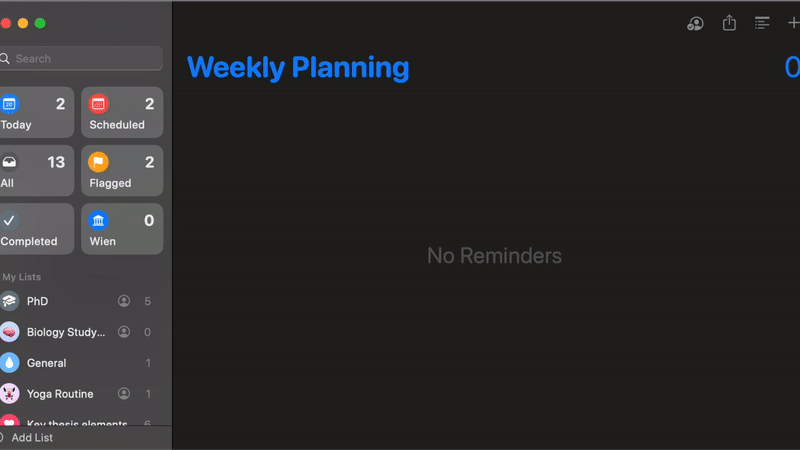 Search
20
2
Today
2
Scheduled
13
All
2
Flagged
Completed
0
Wien
My Lists
PhD 5
Biology Study... 0
General 1
Yoga Routine 1
Key thesis elements 6
Add List
Weekly Planning
0
No Reminders